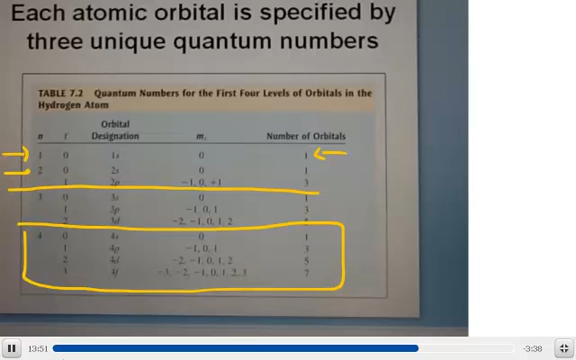 Each atomic orbital is specified by
three unique quantum numbers
TABLE 7.2 Quantum Numbers for the First Four Levels of Orbitals in the
Hydrogen Atom
Orbital
n ℓ Designation mℓ Number of Orbitals
1 0 1s 0 1
2 0 2s 0 1
1 2p −1, 0, +1 3
3 0 3s 0 1
1 3p −1, 0, 1 3
2 3d −2, −1, 0, 1, 2
4 0 4s 0 1
1 4p −1, 0, 1 3
2 4d −2, −1, 0, 1, 2 5
3 4f −3, −2, −1, 0, 1, 2, 3 7
13:51 -3:38